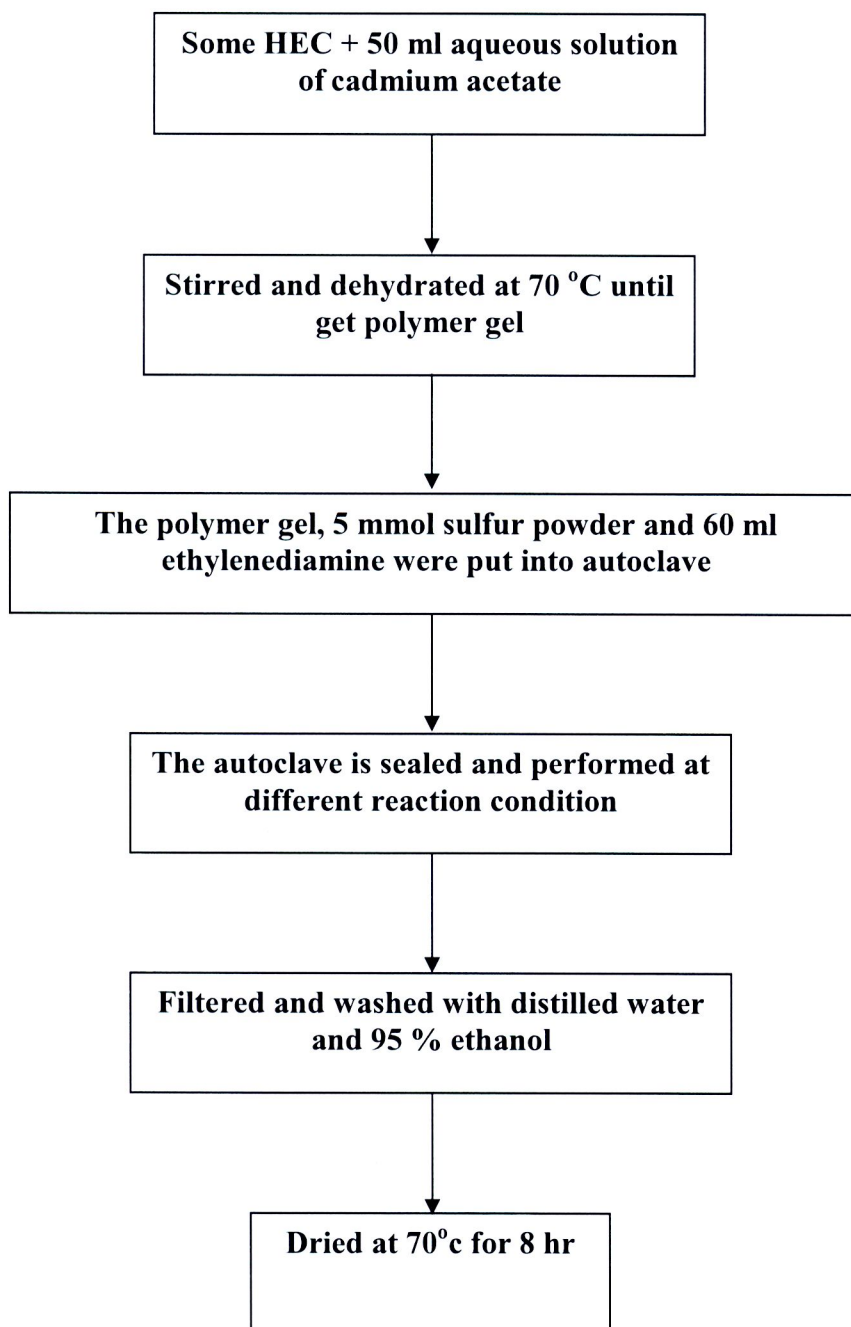 Some HEC + 50 ml aqueous solution
of cadmium acetate
Stirred and dehydrated at 70 °C until
get polymer gel
The polymer gel, 5 mmol sulfur powder and 60 ml
ethylenediamine were put into autoclave
The autoclave is sealed and performed at
different reaction condition
Filtered and washed with distilled water
and 95 % ethanol
Dried at 70°c for 8 hr